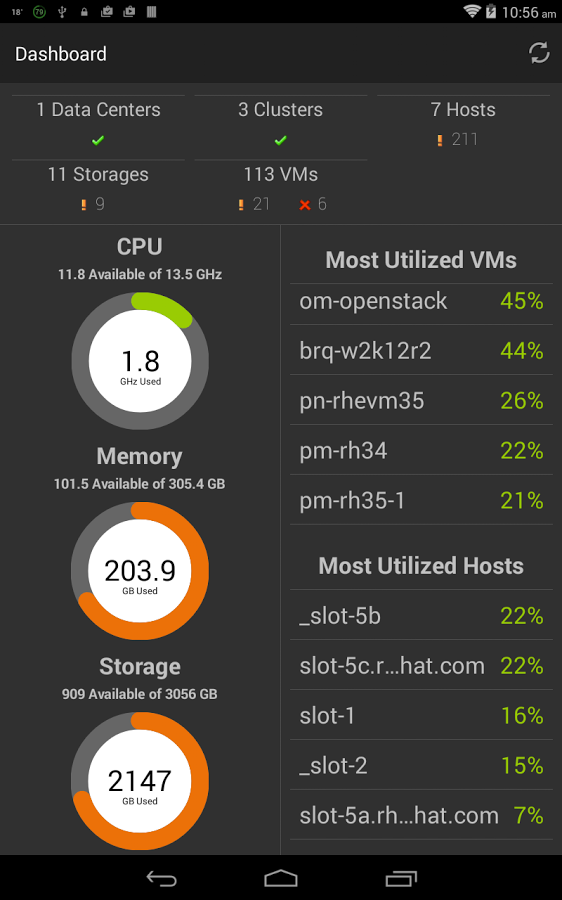 18'
79
10:56 am
Dashboard
1 Data Centers
3 Clusters
7 Hosts
211
11 Storages
113 VMs
9
21
6
CPU
11.8 Available of 13.5 GHz
1.8
GHz Used
Memory
101.5 Available of 305.4 GB
203.9
GB Used
Storage
909 Available of 3056 GB
2147
GB Used
Most Utilized VMs
om-openstack 45%
brq-w2k12r2 44%
pn-rhevm35 26%
pm-rh34 22%
pm-rh35-1 21%
Most Utilized Hosts
_slot-5b 22%
slot-5c.r...hat.com 22%
slot-1 16%
_slot-2 15%
slot-5a.rh...hat.com 7%